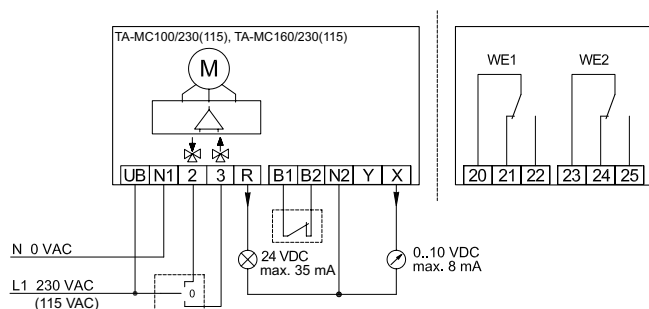 TA-MC100/230(115), TA-MC160/230(115)
M
UB N1 2 3 R B1 B2 N2 Y X
WE1 WE2
20 21 22 23 24 25
N 0 VAC
L1 230 VAC
(115 VAC)
0
24 VDC
max. 35 mA
0..10 VDC
max. 8 mA